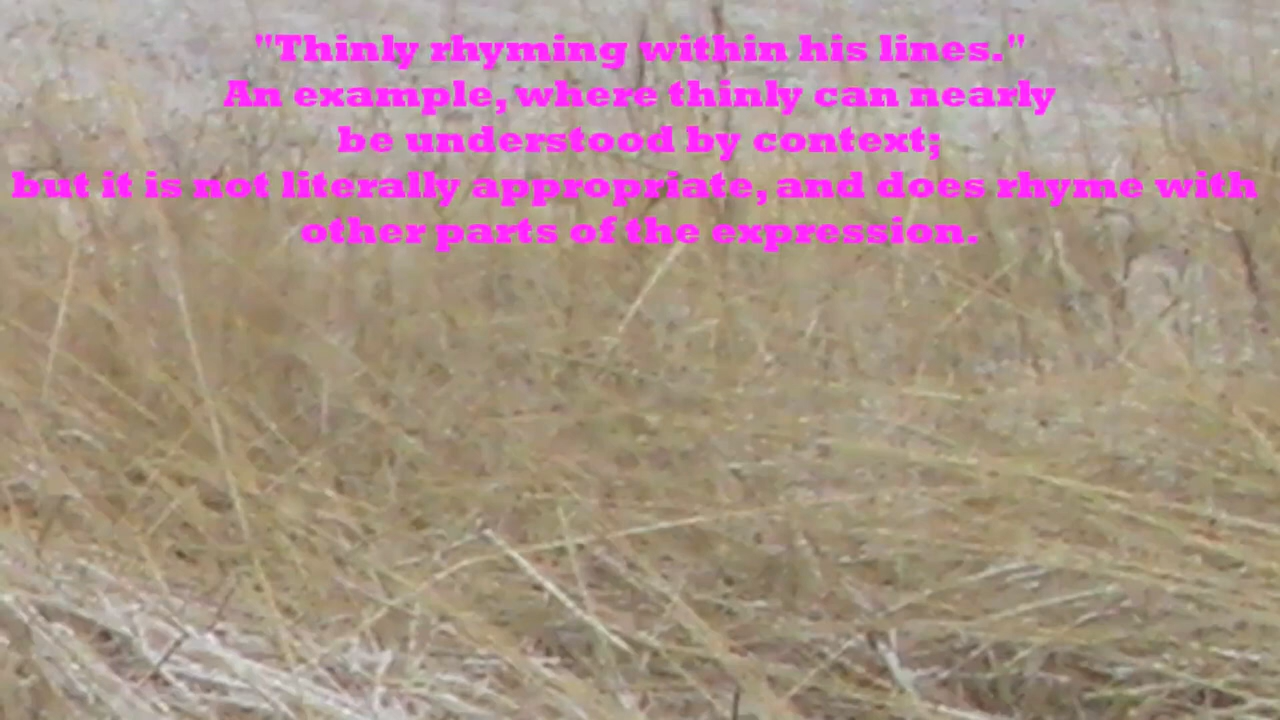 "Thinly rhyming within his lines."
An example, where thinly can nearly
be understood by context;
but it is not literally appropriate, and does rhyme with
other parts of the expression.